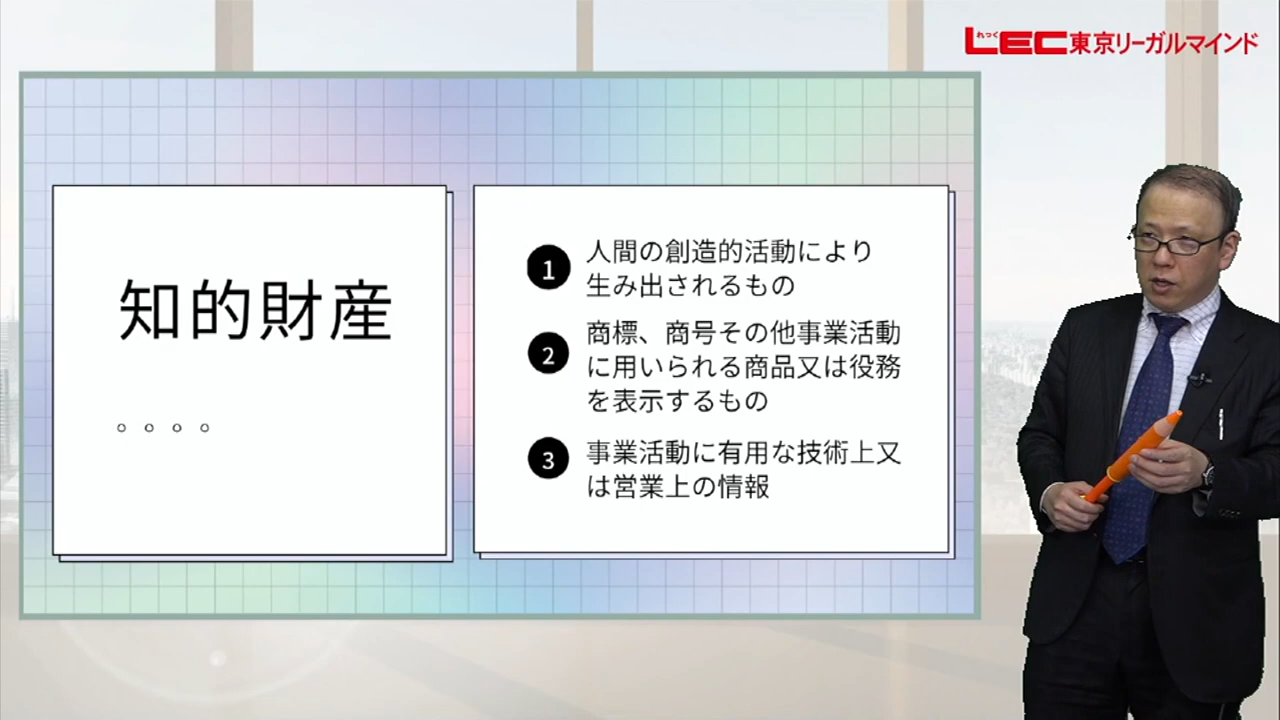 れっく
LEC東京リーガルマインド
知的財産
1 人間の創造的活動により
生み出されるもの
2 商標、商号その他事業活動
に用いられる商品又は役務
を表示するもの
3 事業活動に有用な技術上又
は営業上の情報